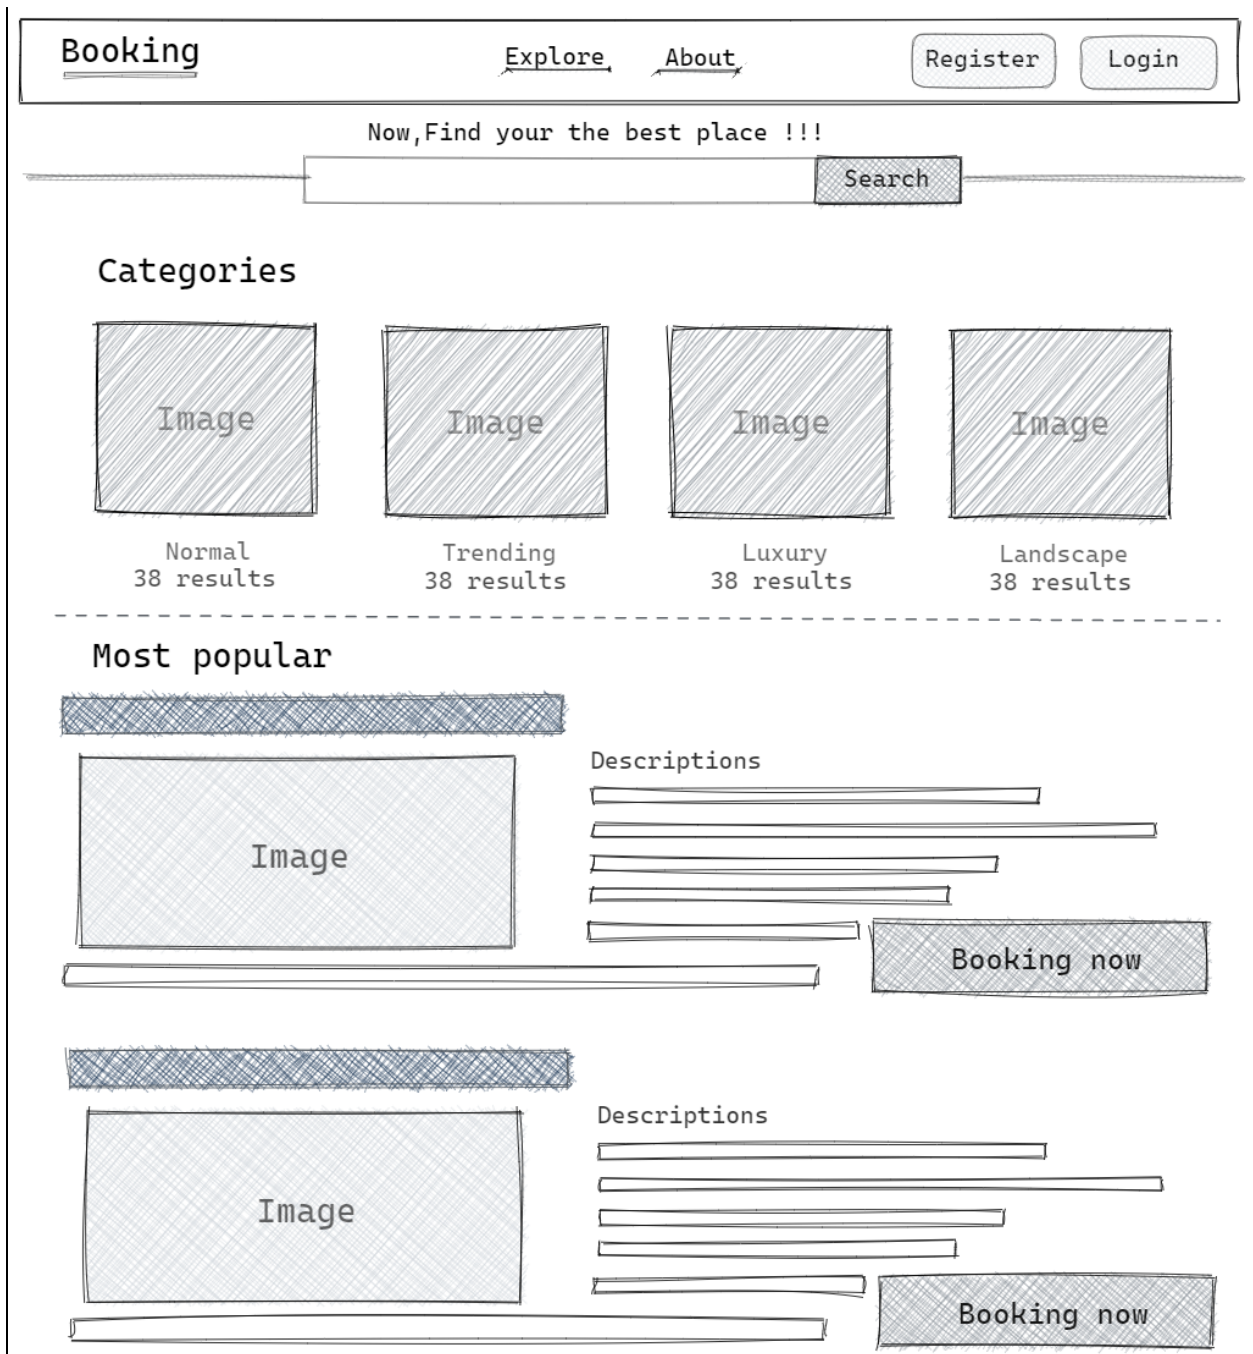 Booking
Explore
About
Register
Login
Now,Find your the best place !!!
Search
Categories
Image
Image
Image
Image
Normal
38 results
Trending
38 results
Luxury
38 results
Landscape
38 results
Most popular
Image
Descriptions
Booking now
Image
Descriptions
Booking now